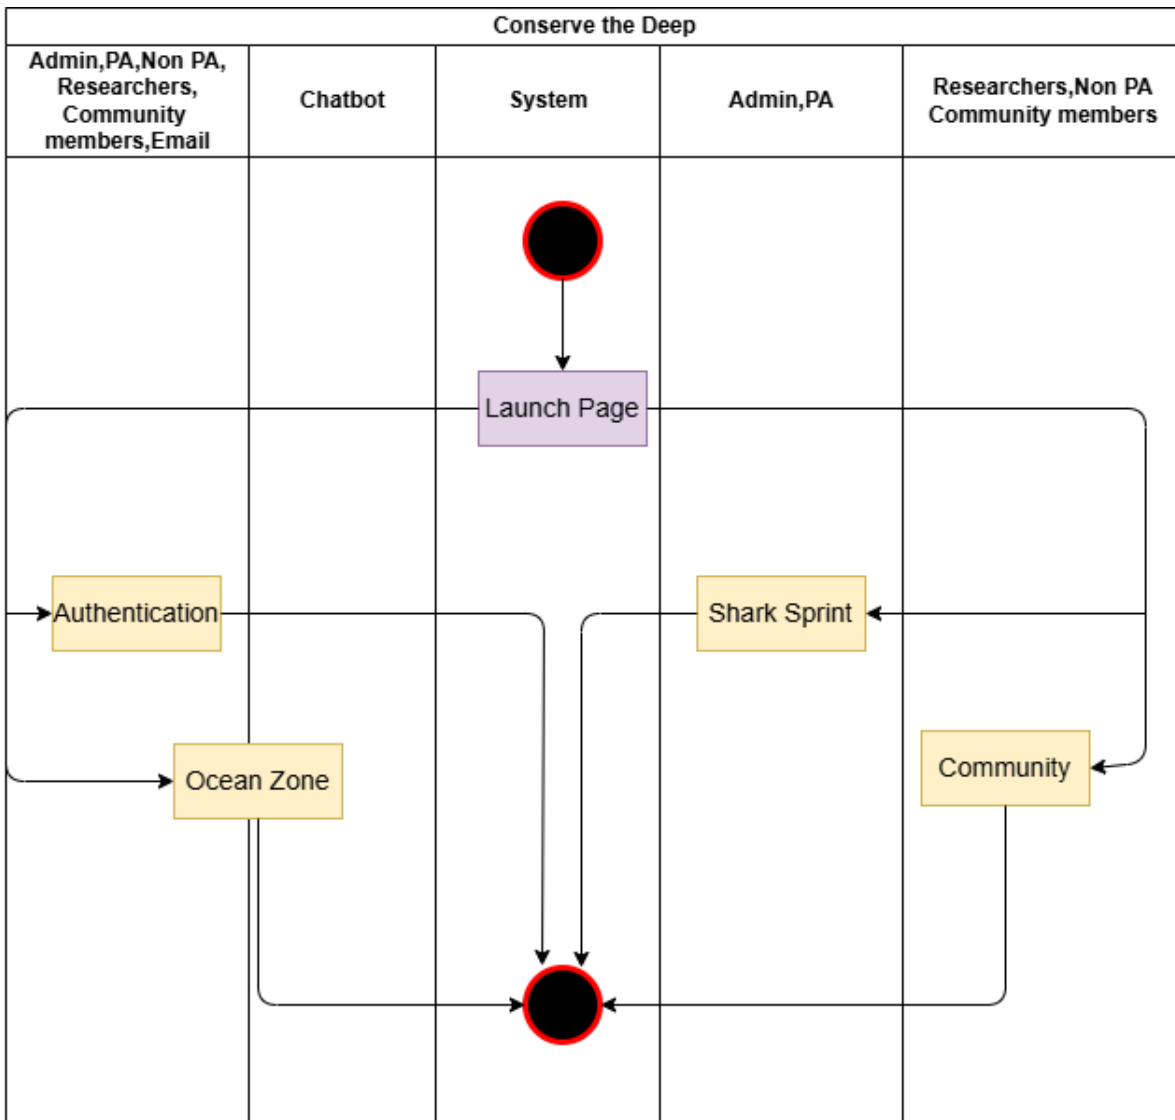 Conserve the Deep
Admin,PA,Non PA,
Researchers,
Community
members,Email
Chatbot
System
Admin,PA
Researchers,Non PA
Community members
Launch Page
Authentication
Shark Sprint
Ocean Zone
Community